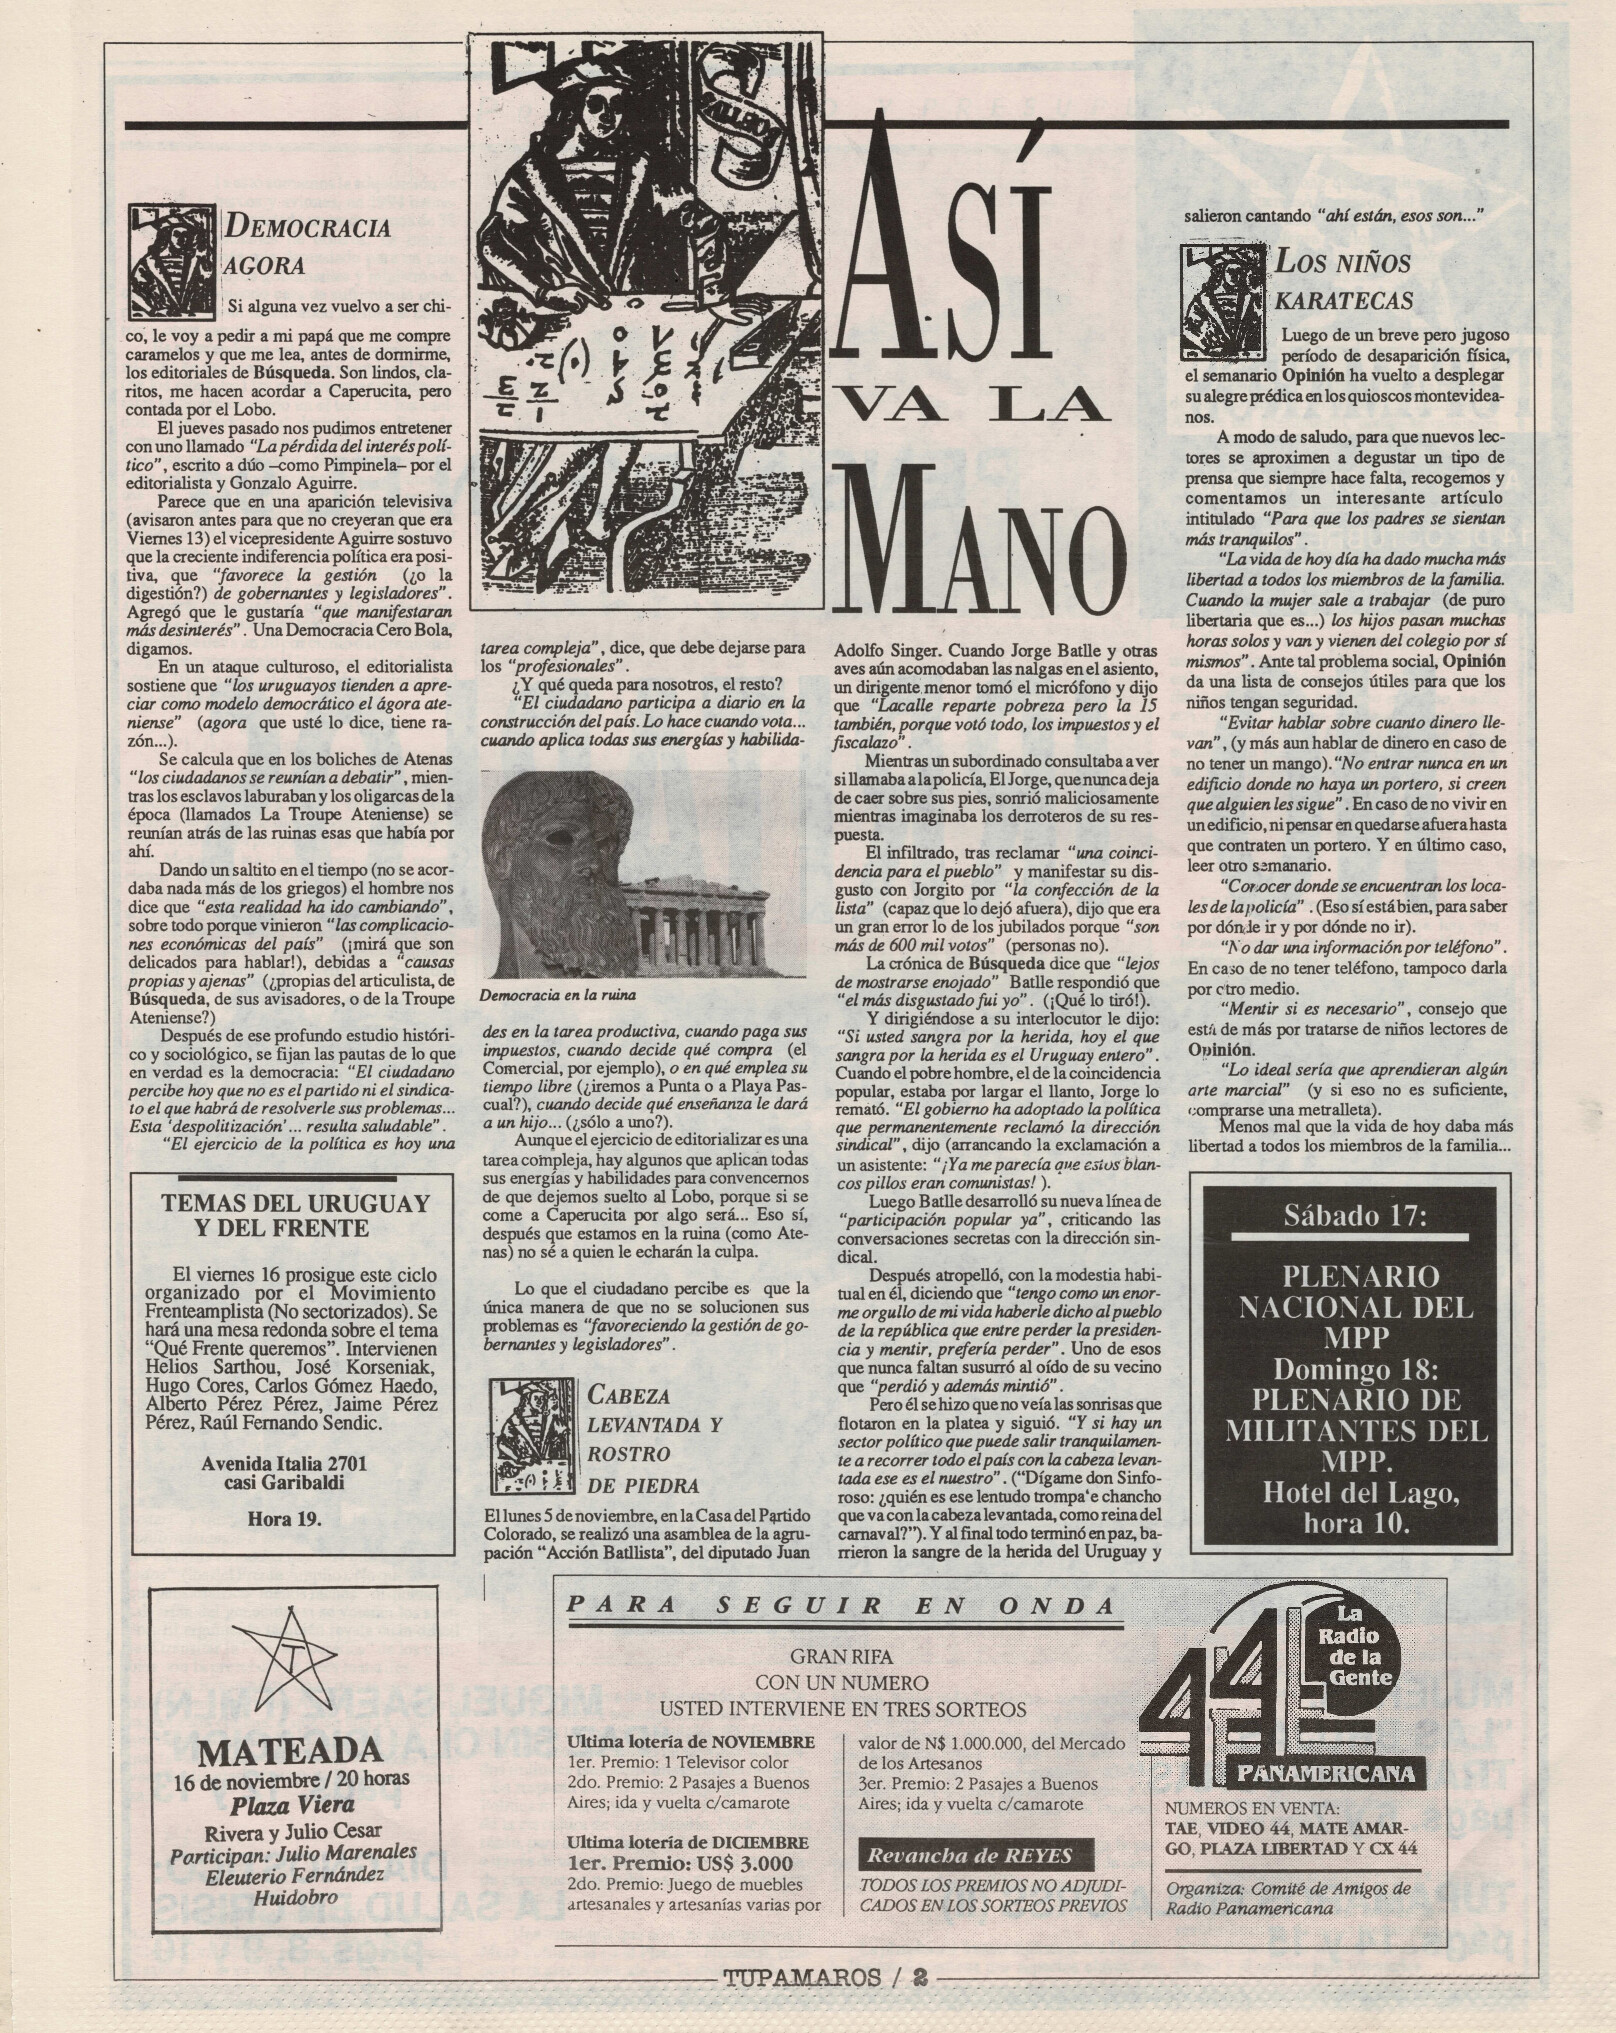 ASÍ
VA LA
MANO
DEMOCRACIA
AGORA
Si alguna vez vuelvo a ser chi-
co, le voy a pedir a mi papá que me compre
caramelos y que me lea, antes de dormirme,
los editoriales de Búsqueda. Son lindos, cla-
ritos, me hacen acordar a Caperucita, pero
contada por el Lobo.
El jueves pasado nos pudimos entretener
con uno llamado “La pérdida del interés polí-
tico”, escrito a dúo –como Pimpinela– por el
editorialista y Gonzalo Aguirre.
Parece que en una aparición televisiva
(avisaron antes para que no creyeran que era
Viernes 13) el vicepresidente Aguirre sostuvo
que la creciente indiferencia política era posi-
tiva, que “favorece la gestión (¿o la
digestión?) de gobernantes y legisladores”.
Agregó que le gustaría “que manifestaran
más desinterés”. Una Democracia Cero Bola,
digamos.
En un ataque culturoso, el editorialista
sostiene que “los uruguayos tienden a apre-
ciar como modelo democrático el ágora ate-
niense” (agora que usté lo dice, tiene ra-
zón...).
Se calcula que en los boliches de Atenas
“los ciudadanos se reunían a debatir”, mien-
tras los esclavos laburaban y los oligarcas de la
época (llamados La Troupe Ateniense) se
reunían atrás de las ruinas esas que había por
ahí.
Dando un saltito en el tiempo (no se acor-
daba nada más de los griegos) el hombre nos
dice que “esta realidad ha ido cambiando”,
sobre todo porque vinieron “las complicacio-
nes económicas del país” (¡mirá que son
delicados para hablar!), debidas a “causas
propias y ajenas” (¿propias del articulista, de
Búsqueda, de sus avisadores, o de la Troupe
Ateniense?)
Después de ese profundo estudio históri-
co y sociológico, se fijan las pautas de lo que
en verdad es la democracia: “El ciudadano
percibe hoy que no es el partido ni el sindica-
to el que habrá de resolverle sus problemas...
Esta ‘despolitización’... resulta saludable”.
“El ejercicio de la política es hoy una
tarea compleja”, dice, que debe dejarse para
los “profesionales”.
¿Y qué queda para nosotros, el resto?
“El ciudadano participa a diario en la
construcción del país. Lo hace cuando vota...
cuando aplica todas sus energías y habilida-
Democracia en la ruina
des en la tarea productiva, cuando paga sus
impuestos, cuando decide qué compra (el
Comercial, por ejemplo), o en qué emplea su
tiempo libre (¿iremos a Punta o a Playa Pas-
cual?), cuando decide qué enseñanza le dará
a un hijo... (¿sólo a uno?).
Aunque el ejercicio de editorializar es una
tarea compleja, hay algunos que aplican todas
sus energías y habilidades para convencernos
de que dejemos suelto al Lobo, porque si se
come a Caperucita por algo será... Eso sí,
después que estamos en la ruina (como Ate-
nas) no sé a quien le echarán la culpa.
Lo que el ciudadano percibe es que la
única manera de que no se solucionen sus
problemas es “favoreciendo la gestión de go-
bernantes y legisladores”.
CABEZA
LEVANTADA Y
ROSTRO
DE PIEDRA
El lunes 5 de noviembre, en la Casa del Partido
Colorado, se realizó una asamblea de la agru-
pación “Acción Batllista”, del diputado Juan
Adolfo Singer. Cuando Jorge Batlle y otras
aves aún acomodaban las nalgas en el asiento,
un dirigente menor tomó el micrófono y dijo
que “Lacalle reparte pobreza pero la 15
también, porque votó todo, los impuestos y el
fiscalazo”.
Mientras un subordinado consultaba a ver
si llamaba a la policía, El Jorge, que nunca deja
de caer sobre sus pies, sonrió maliciosamente
mientras imaginaba los derroteros de su res-
puesta.
El infiltrado, tras reclamar “una coinci-
dencia para el pueblo” y manifestar su dis-
gusto con Jorgito por “la confección de la
lista” (capaz que lo dejó afuera), dijo que era
un gran error lo de los jubilados porque “son
más de 600 mil votos” (personas no).
La crónica de Búsqueda dice que “lejos
de mostrarse enojado” Batlle respondió que
“el más disgustado fui yo”. (¡Qué lo tiró!).
Y dirigiéndose a su interlocutor le dijo:
“Si usted sangra por la herida, hoy el que
sangra por la herida es el Uruguay entero”.
Cuando el pobre hombre, el de la coincidencia
popular, estaba por largar el llanto, Jorge lo
remató. “El gobierno ha adoptado la política
que permanentemente reclamó la dirección
sindical”, dijo (arrancando la exclamación a
un asistente: “¡Ya me parecía que estos blan-
cos pillos eran comunistas! ).
Luego Batlle desarrolló su nueva línea de
“participación popular ya”, criticando las
conversaciones secretas con la dirección sin-
dical.
Después atropelló, con la modestia habi-
tual en él, diciendo que “tengo como un enor-
me orgullo de mi vida haberle dicho al pueblo
de la república que entre perder la presiden-
cia y mentir, prefería perder”. Uno de esos
que nunca faltan susurró al oído de su vecino
que “perdió y además mintió”.
Pero él se hizo que no veía las sonrisas que
flotaron en la platea y siguió. “Y si hay un
sector político que puede salir tranquilamen-
te a recorrer todo el país con la cabeza levan-
tada ese es el nuestro”. (“Dígame don Sinfo-
roso: ¿quién es ese lentudo trompa‘e chancho
que va con la cabeza levantada, como reina del
carnaval?”). Y al final todo terminó en paz, ba-
rrieron la sangre de la herida del Uruguay y
salieron cantando “ahí están, esos son...”
LOS NIÑOS
KARATECAS
Luego de un breve pero jugoso
período de desaparición física,
el semanario Opinión ha vuelto a desplegar
su alegre prédica en los quioscos montevidea-
nos.
A modo de saludo, para que nuevos lec-
tores se aproximen a degustar un tipo de
prensa que siempre hace falta, recogemos y
comentamos un interesante artículo
intitulado “Para que los padres se sientan
más tranquilos”.
“La vida de hoy día ha dado mucha más
libertad a todos los miembros de la familia.
Cuando la mujer sale a trabajar (de puro
libertaria que es...) los hijos pasan muchas
horas solos y van y vienen del colegio por sí
mismos”. Ante tal problema social, Opinión
da una lista de consejos útiles para que los
niños tengan seguridad.
“Evitar hablar sobre cuanto dinero lle-
van”, (y más aun hablar de dinero en caso de
no tener un mango). “No entrar nunca en un
edificio donde no haya un portero, si creen
que alguien les sigue”. En caso de no vivir en
un edificio, ni pensar en quedarse afuera hasta
que contraten un portero. Y en último caso,
leer otro semanario.
“Conocer donde se encuentran los loca-
les de la policía”. (Eso sí está bien, para saber
por dónde ir y por dónde no ir).
“No dar una información por teléfono”.
En caso de no tener teléfono, tampoco darla
por otro medio.
“Mentir si es necesario”, consejo que
está de más por tratarse de niños lectores de
Opinión.
“Lo ideal sería que aprendieran algún
arte marcial” (y si eso no es suficiente,
comprarse una metralleta).
Menos mal que la vida de hoy daba más
libertad a todos los miembros de la familia...
TEMAS DEL URUGUAY
Y DEL FRENTE
El viernes 16 prosigue este ciclo
organizado por el Movimiento
Frenteamplista (No sectorizados). Se
hará una mesa redonda sobre el tema
“Qué Frente queremos”. Intervienen
Helios Sarthou, José Korseniak,
Hugo Cores, Carlos Gómez Haedo,
Alberto Pérez Pérez, Jaime Pérez
Pérez, Raúl Fernando Sendic.
Avenida Italia 2701
casi Garibaldi
Hora 19.
Sábado 17:
PLENARIO
NACIONAL DEL
MPP
Domingo 18:
PLENARIO DE
MILITANTES DEL
MPP.
Hotel del Lago,
hora 10.
T
MATEADA
16 de noviembre / 20 horas
Plaza Viera
Rivera y Julio Cesar
Participan: Julio Marenales
Eleuterio Fernández
Huidobro
PARA SEGUIR EN ONDA
GRAN RIFA
CON UN NUMERO
USTED INTERVIENE EN TRES SORTEOS
Ultima lotería de NOVIEMBRE
1er. Premio: 1 Televisor color
2do. Premio: 2 Pasajes a Buenos
Aires; ida y vuelta c/camarote
Ultima lotería de DICIEMBRE
1er. Premio: US$ 3.000
2do. Premio: Juego de muebles
artesanales y artesanías varias por
valor de N$ 1.000.000, del Mercado
de los Artesanos
3er. Premio: 2 Pasajes a Buenos
Aires; ida y vuelta c/camarote
Revancha de REYES
TODOS LOS PREMIOS NO ADJUDI-
CADOS EN LOS SORTEOS PREVIOS
44
La
Radio
de la
Gente
PANAMERICANA
NUMEROS EN VENTA:
TAE, VIDEO 44, MATE AMAR-
GO, PLAZA LIBERTAD Y CX 44
Organiza: Comité de Amigos de
Radio Panamericana
TUPAMAROS / 2